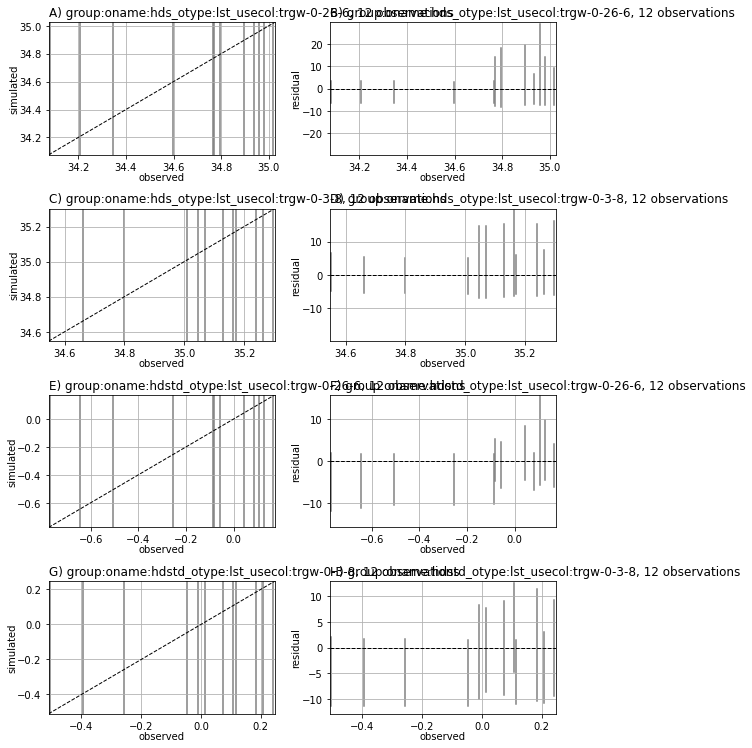 A) group:oname:hds_otype:lst_usecol:trgw-0-26-6, 12 observations
B) group:oname:hds_otype:lst_usecol:trgw-0-26-6, 12 observations
35.0
34.8
34.6
34.4
34.2
simulated
34.2 34.4 34.6 34.8 35.0
observed
20
10
0
−10
−20
residual
34.2 34.4 34.6 34.8 35.0
observed
C) group:oname:hds_otype:lst_usecol:trgw-0-3-8, 12 observations
D) group:oname:hds_otype:lst_usecol:trgw-0-3-8, 12 observations
35.2
35.0
34.8
34.6
simulated
34.6 34.8 35.0 35.2
observed
10
0
−10
residual
34.6 34.8 35.0 35.2
observed
E) group:oname:hdstd_otype:lst_usecol:trgw-0-26-6, 12 observations
F) group:oname:hdstd_otype:lst_usecol:trgw-0-26-6, 12 observations
0.0
−0.2
−0.4
−0.6
simulated
−0.6 −0.4 −0.2 0.0
observed
10
0
−10
residual
−0.6 −0.4 −0.2 0.0
observed
G) group:oname:hdstd_otype:lst_usecol:trgw-0-3-8, 12 observations
H) group:oname:hdstd_otype:lst_usecol:trgw-0-3-8, 12 observations
0.2
0.0
−0.2
−0.4
simulated
−0.4 −0.2 0.0 0.2
observed
10
5
0
−5
−10
residual
−0.4 −0.2 0.0 0.2
observed